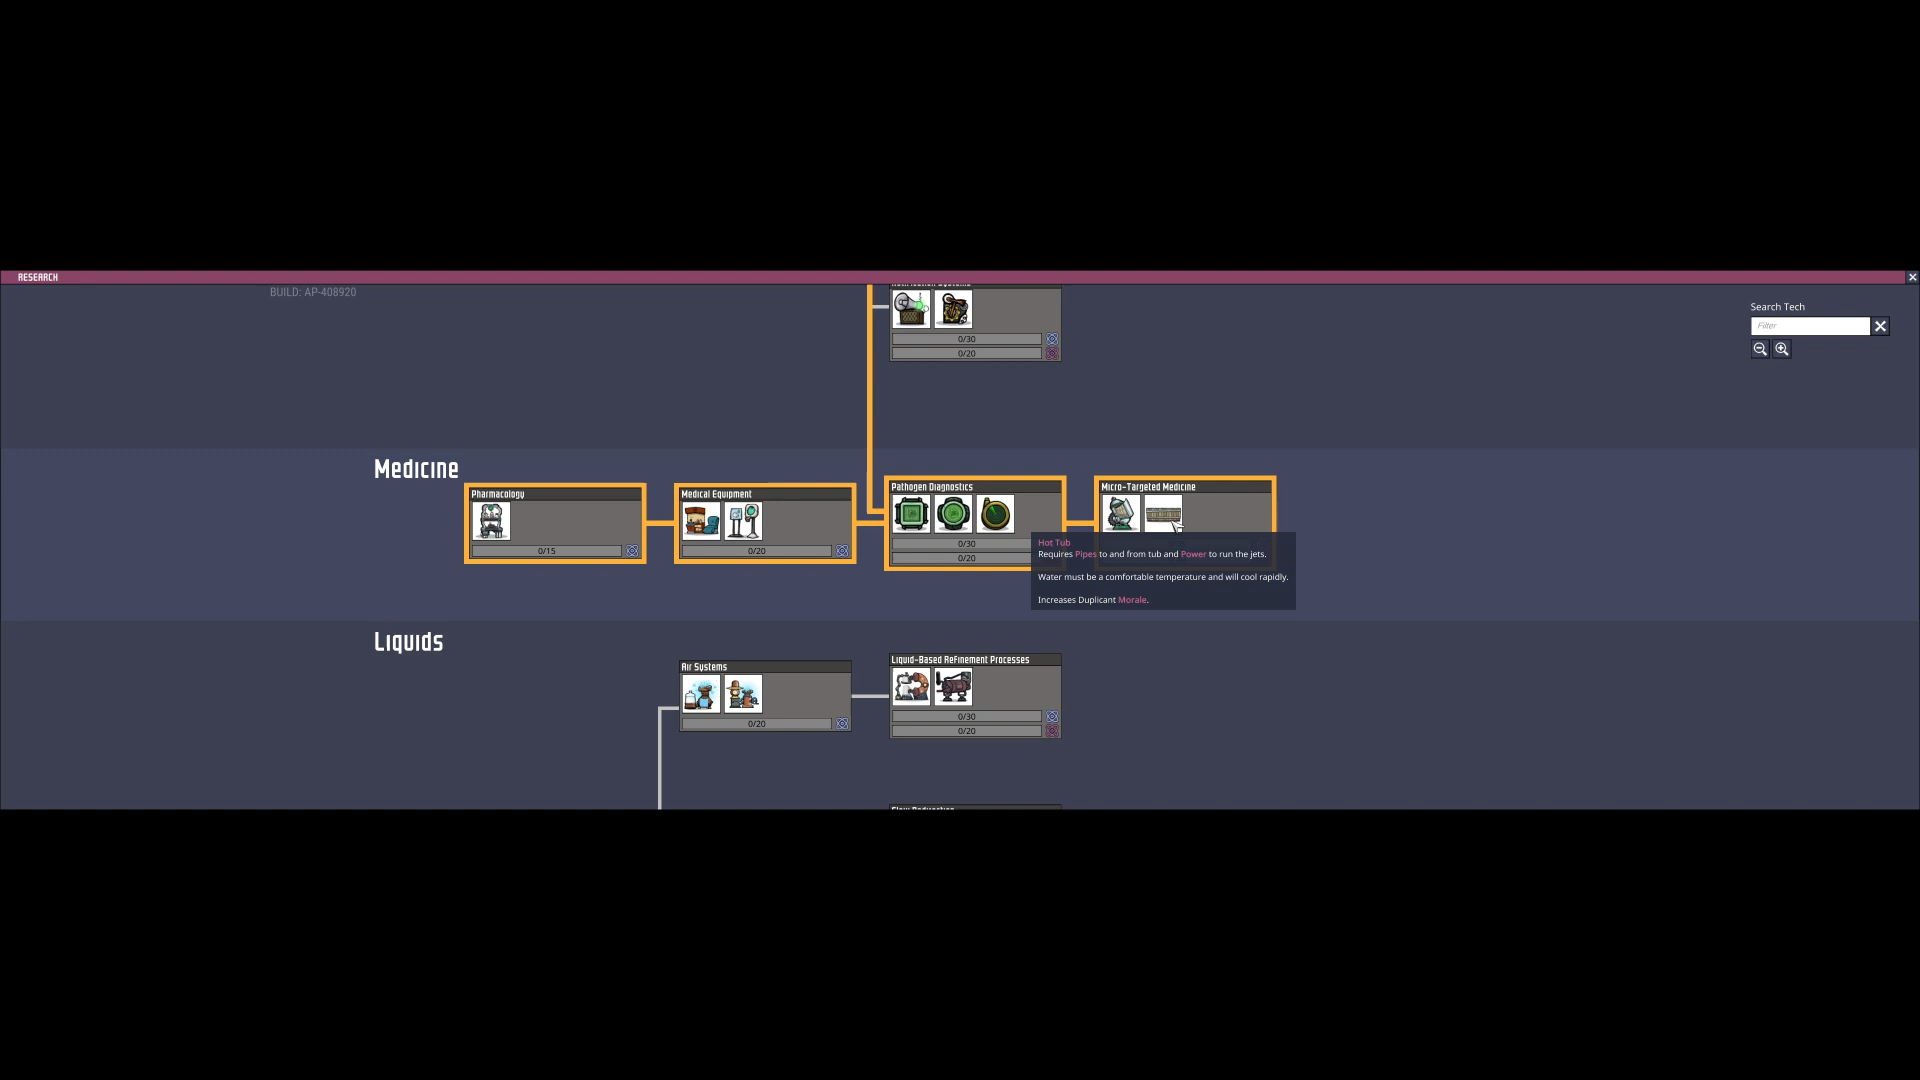 RESEARCH
BUILD: AP-408920
Search Tech
Filter
0/30
0/20
Medicine
Pharmacology
0/15
Medical Equipment
0/20
Pathogen Diagnostics
0/30
0/20
Micro-Targeted Medicine
Hot Tub
Requires Pipes to and from tub and Power to run the jets.
Water must be a comfortable temperature and will cool rapidly.
Increases Duplicant Morale.
Liquids
Air Systems
0/20
Liquid-Based Refinement Processes
0/30
0/20